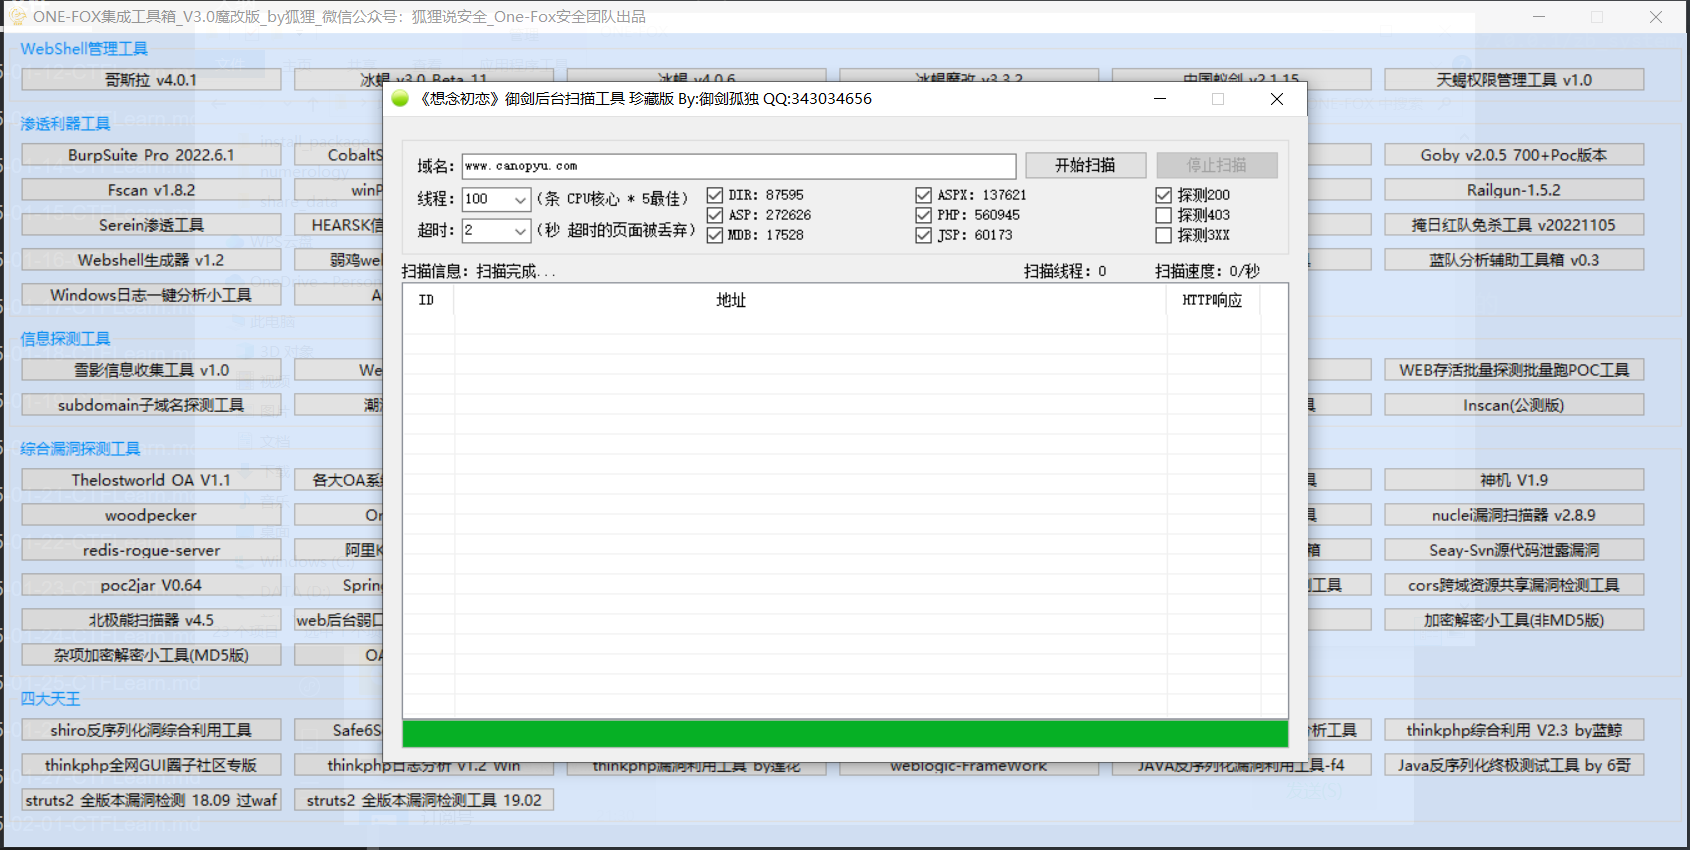 ONE-FOX集成工具箱_V3.0魔改版_by狐狸_微信公众号：狐狸说安全_One-Fox安全团队出品
WebShell管理工具
哥斯拉 v4.0.1
冰蝎 v3.0 Beta 11
冰蝎 v4.0.6
冰蝎魔改 v3.3.2
中国蚁剑 v2.1.15
天蝎权限管理工具 v1.0
《想念初恋》御剑后台扫描工具 珍藏版 By:御剑孤独 QQ:343034656
域名: www.canopyu.com 开始扫描 停止扫描
线程: 100 (条 CPU核心 * 5最佳) DIR: 87595 ASPX: 137621 探测200
ASP: 272626 PHP: 560945 探测403
超时: 2 (秒 超时的页面被丢弃) MDB: 17528 JSP: 60173 探测3XX
扫描信息: 扫描完成... 扫描线程: 0 扫描速度: 0/秒
ID 地址 HTTP响应
渗透利器工具
BurpSuite Pro 2022.6.1
CobaltS
Goby v2.0.5 700+Poc版本
Fscan v1.8.2
winP
Railgun-1.5.2
Serein渗透工具
HEARSK信
掩日红队免杀工具 v20221105
Webshell生成器 v1.2
弱鸡we
蓝队分析辅助工具箱 v0.3
Windows日志一键分析小工具
A
信息探测工具
雪影信息收集工具 v1.0
We
WEB存活批量探测批量跑POC工具
subdomain子域名探测工具
潮
具
Inscan(公测版)
综合漏洞探测工具
Thelostworld OA V1.1
各大OA系
具
神机 V1.9
woodpecker
Or
具
nuclei漏洞扫描器 v2.8.9
redis-rogue-server
阿里K
箱
Seay-Svn源代码泄露漏洞
poc2jar V0.64
Spring
工具
cors跨域资源共享漏洞检测工具
北极熊扫描器 v4.5
web后台弱口
加密解密小工具(非MD5版)
杂项加密解密小工具(MD5版)
OA
四大天王
shiro反序列化洞综合利用工具
Safe6S
析工具
thinkphp综合利用 V2.3 by蓝鲸
thinkphp全网GUI圈子社区专版
thinkphp日志分析 V1.2 Win
thinkphp漏洞利用工具 by莲花
weblogic-FrameWork
JAVA反序列化漏洞利用工具-f4
Java反序列化终极测试工具 by 6哥
struts2 全版本漏洞检测 18.09 过waf
struts2 全版本漏洞检测工具 19.02